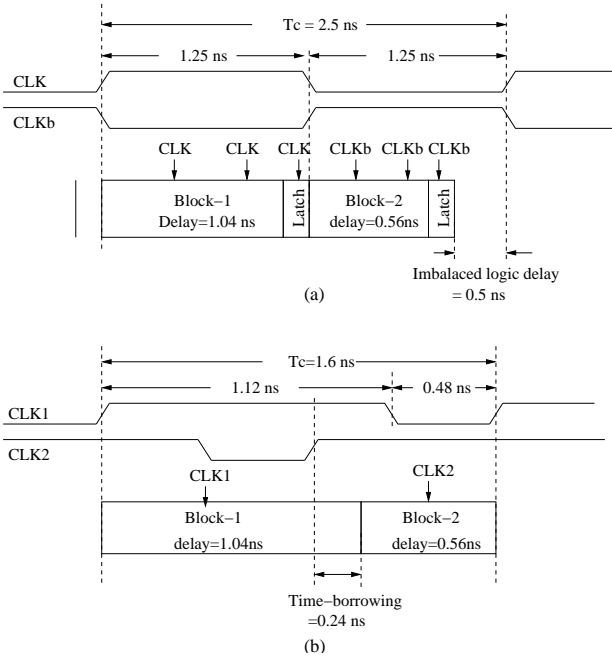 Tc = 2.5 ns
1.25 ns 1.25 ns
CLK
CLKb
CLK CLK CLK CLKb CLKb CLKb
Block−1 Latch Block−2 Latch
Delay=1.04 ns delay=0.56ns
Imbalaced logic delay
= 0.5 ns
(a)
Tc=1.6 ns
1.12 ns 0.48 ns
CLK1
CLK2
CLK1 CLK2
Block−1 Block−2
delay=1.04ns delay=0.56ns
Time−borrowing
=0.24 ns
(b)